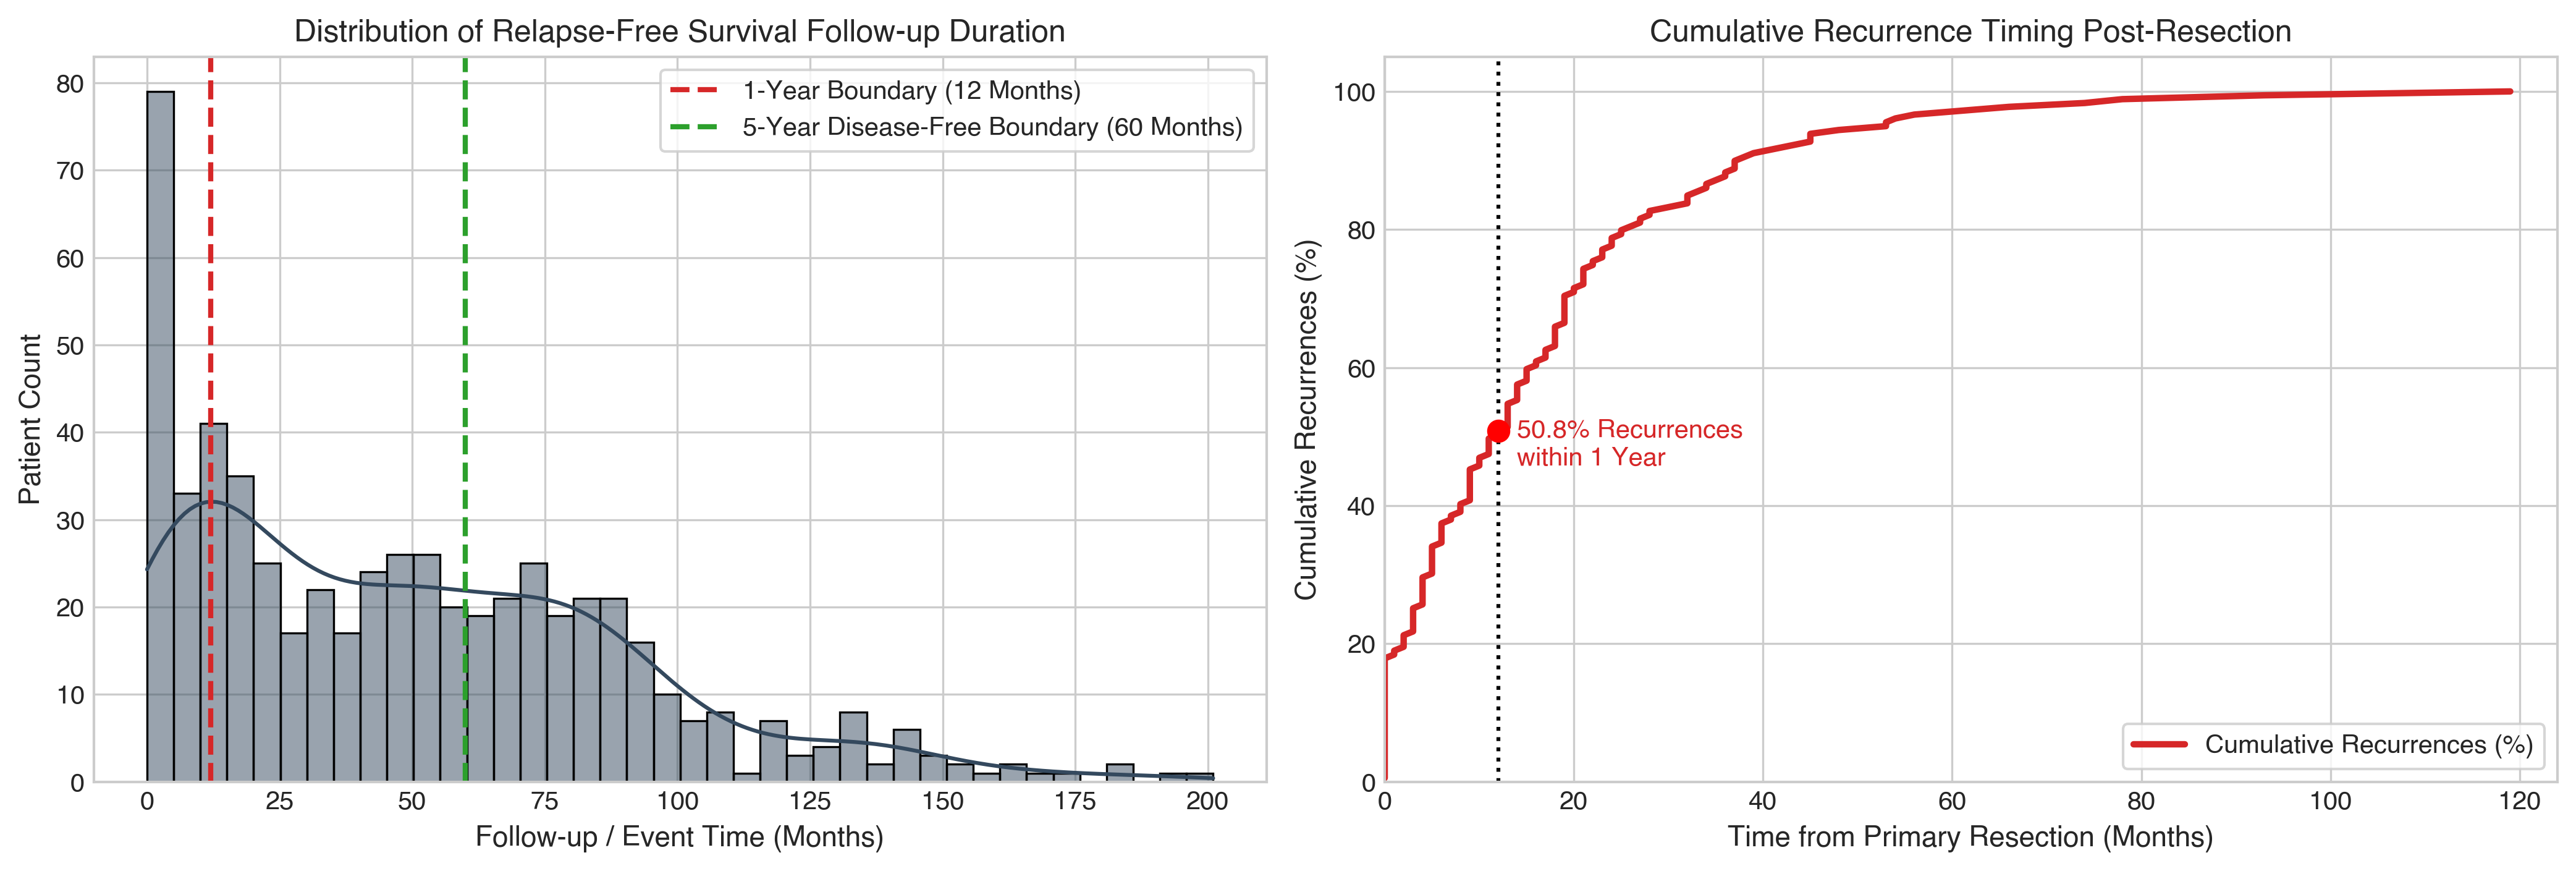 Distribution of Relapse-Free Survival Follow-up Duration
80
70
60
50
40
30
20
10
0
Patient Count
1-Year Boundary (12 Months)
5-Year Disease-Free Boundary (60 Months)
0 25 50 75 100 125 150 175 200
Follow-up / Event Time (Months)
Cumulative Recurrence Timing Post-Resection
100
80
60
40
20
0
Cumulative Recurrences (%)
50.8% Recurrences
within 1 Year
Cumulative Recurrences (%)
0 20 40 60 80 100 120
Time from Primary Resection (Months)